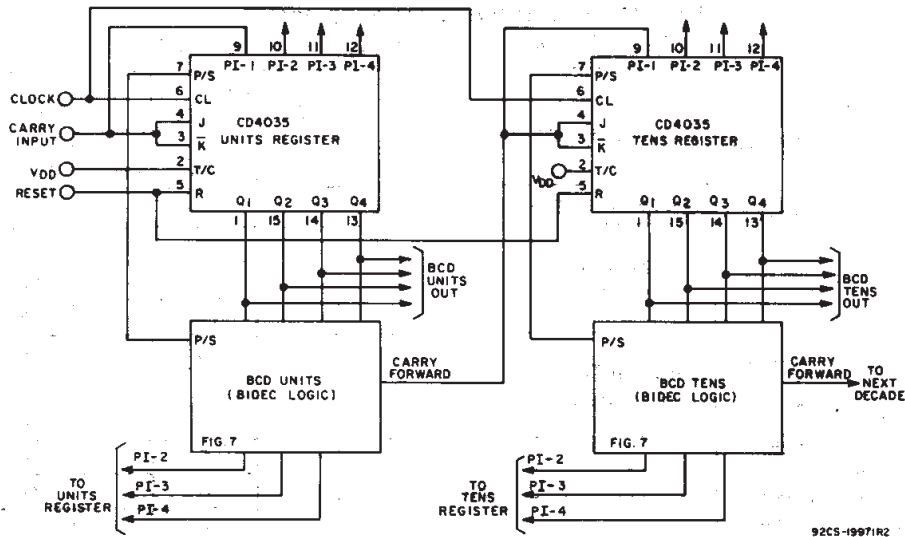 9 10 11 12
PI-1 PI-2 PI-3 PI-4
7 P/S
6 CL
4 J
3 K̅
2 T/C
5 R
CD4035
UNITS REGISTER
Q1 Q2 Q3 Q4
1 15 14 13
CLOCK
CARRY
INPUT
VDD
RESET
9 10 11 12
PI-1 PI-2 PI-3 PI-4
7 P/S
6 CL
4 J
3 K̅
2 T/C
5 R
VDD
CD4035
TENS REGISTER
Q1 Q2 Q3 Q4
1 15 14 13
BCD
UNITS
OUT
BCD
TENS
OUT
P/S
BCD UNITS
(BIDEC LOGIC)
FIG. 7
CARRY
FORWARD
P/S
BCD TENS
(BIDEC LOGIC)
FIG. 7
CARRY
FORWARD
TO
NEXT
DECADE
TO
UNITS
REGISTER
PI-2
PI-3
PI-4
TO
TENS
REGISTER
PI-2
PI-3
PI-4
92CS-19971R2